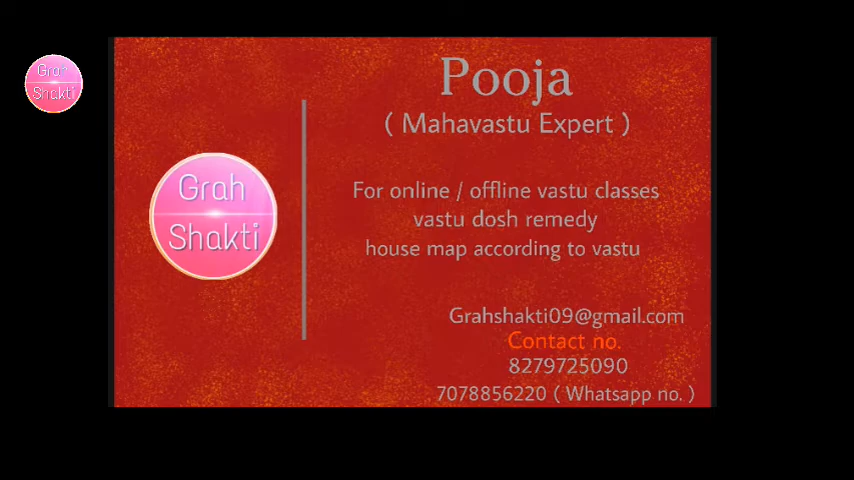 Grah
Shakti
Pooja
( Mahavastu Expert )
Grah
Shakti
For online / offline vastu classes
vastu dosh remedy
house map according to vastu
Grahshakti09@gmail.com
Contact no.
8279725090
7078856220 ( Whatsapp no. )